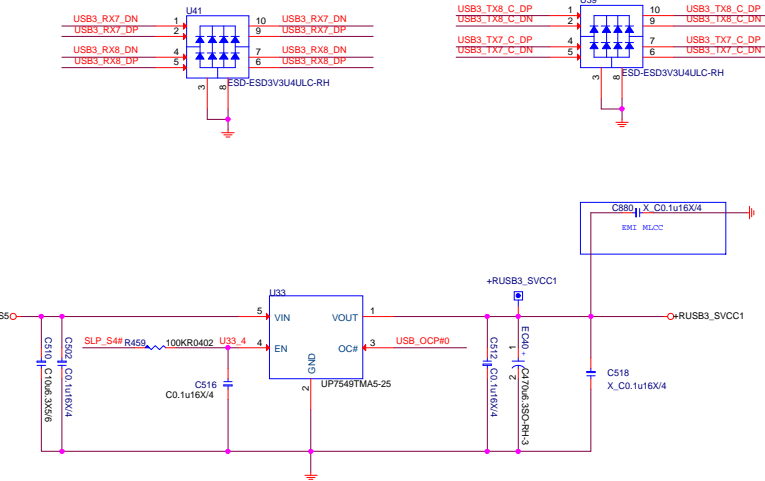 U41
USB3_RX7_DN 1 10 USB3_RX7_DN
USB3_RX7_DP 2 9 USB3_RX7_DP
USB3_RX8_DN 4 7 USB3_RX8_DN
USB3_RX8_DP 5 6 USB3_RX8_DP
3 8 ESD-ESD3V3U4ULC-RH
USB3_TX8_C_DP 1 10 USB3_TX8_C_DP
USB3_TX8_C_DN 2 9 USB3_TX8_C_DN
USB3_TX7_C_DP 4 7 USB3_TX7_C_DP
USB3_TX7_C_DN 5 6 USB3_TX7_C_DN
3 8 ESD-ESD3V3U4ULC-RH
C880 X_C0.1u16X/4
EMI MLCC
+RUSB3_SVCC1
U33
S5 5 VIN VOUT 1 +RUSB3_SVCC1
SLP_S4# R459 100KR0402 U33_4 4 EN OC# 3 USB_OCP#0
GND
2
UP7549TMA5-25
C510 C10u6.3X5/6
C502 C0.1u16X/4
C516
C0.1u16X/4
C512 C0.1u16X/4
EC40 + 1 2 C470u6.3SO-RH-3
C518
X_C0.1u16X/4